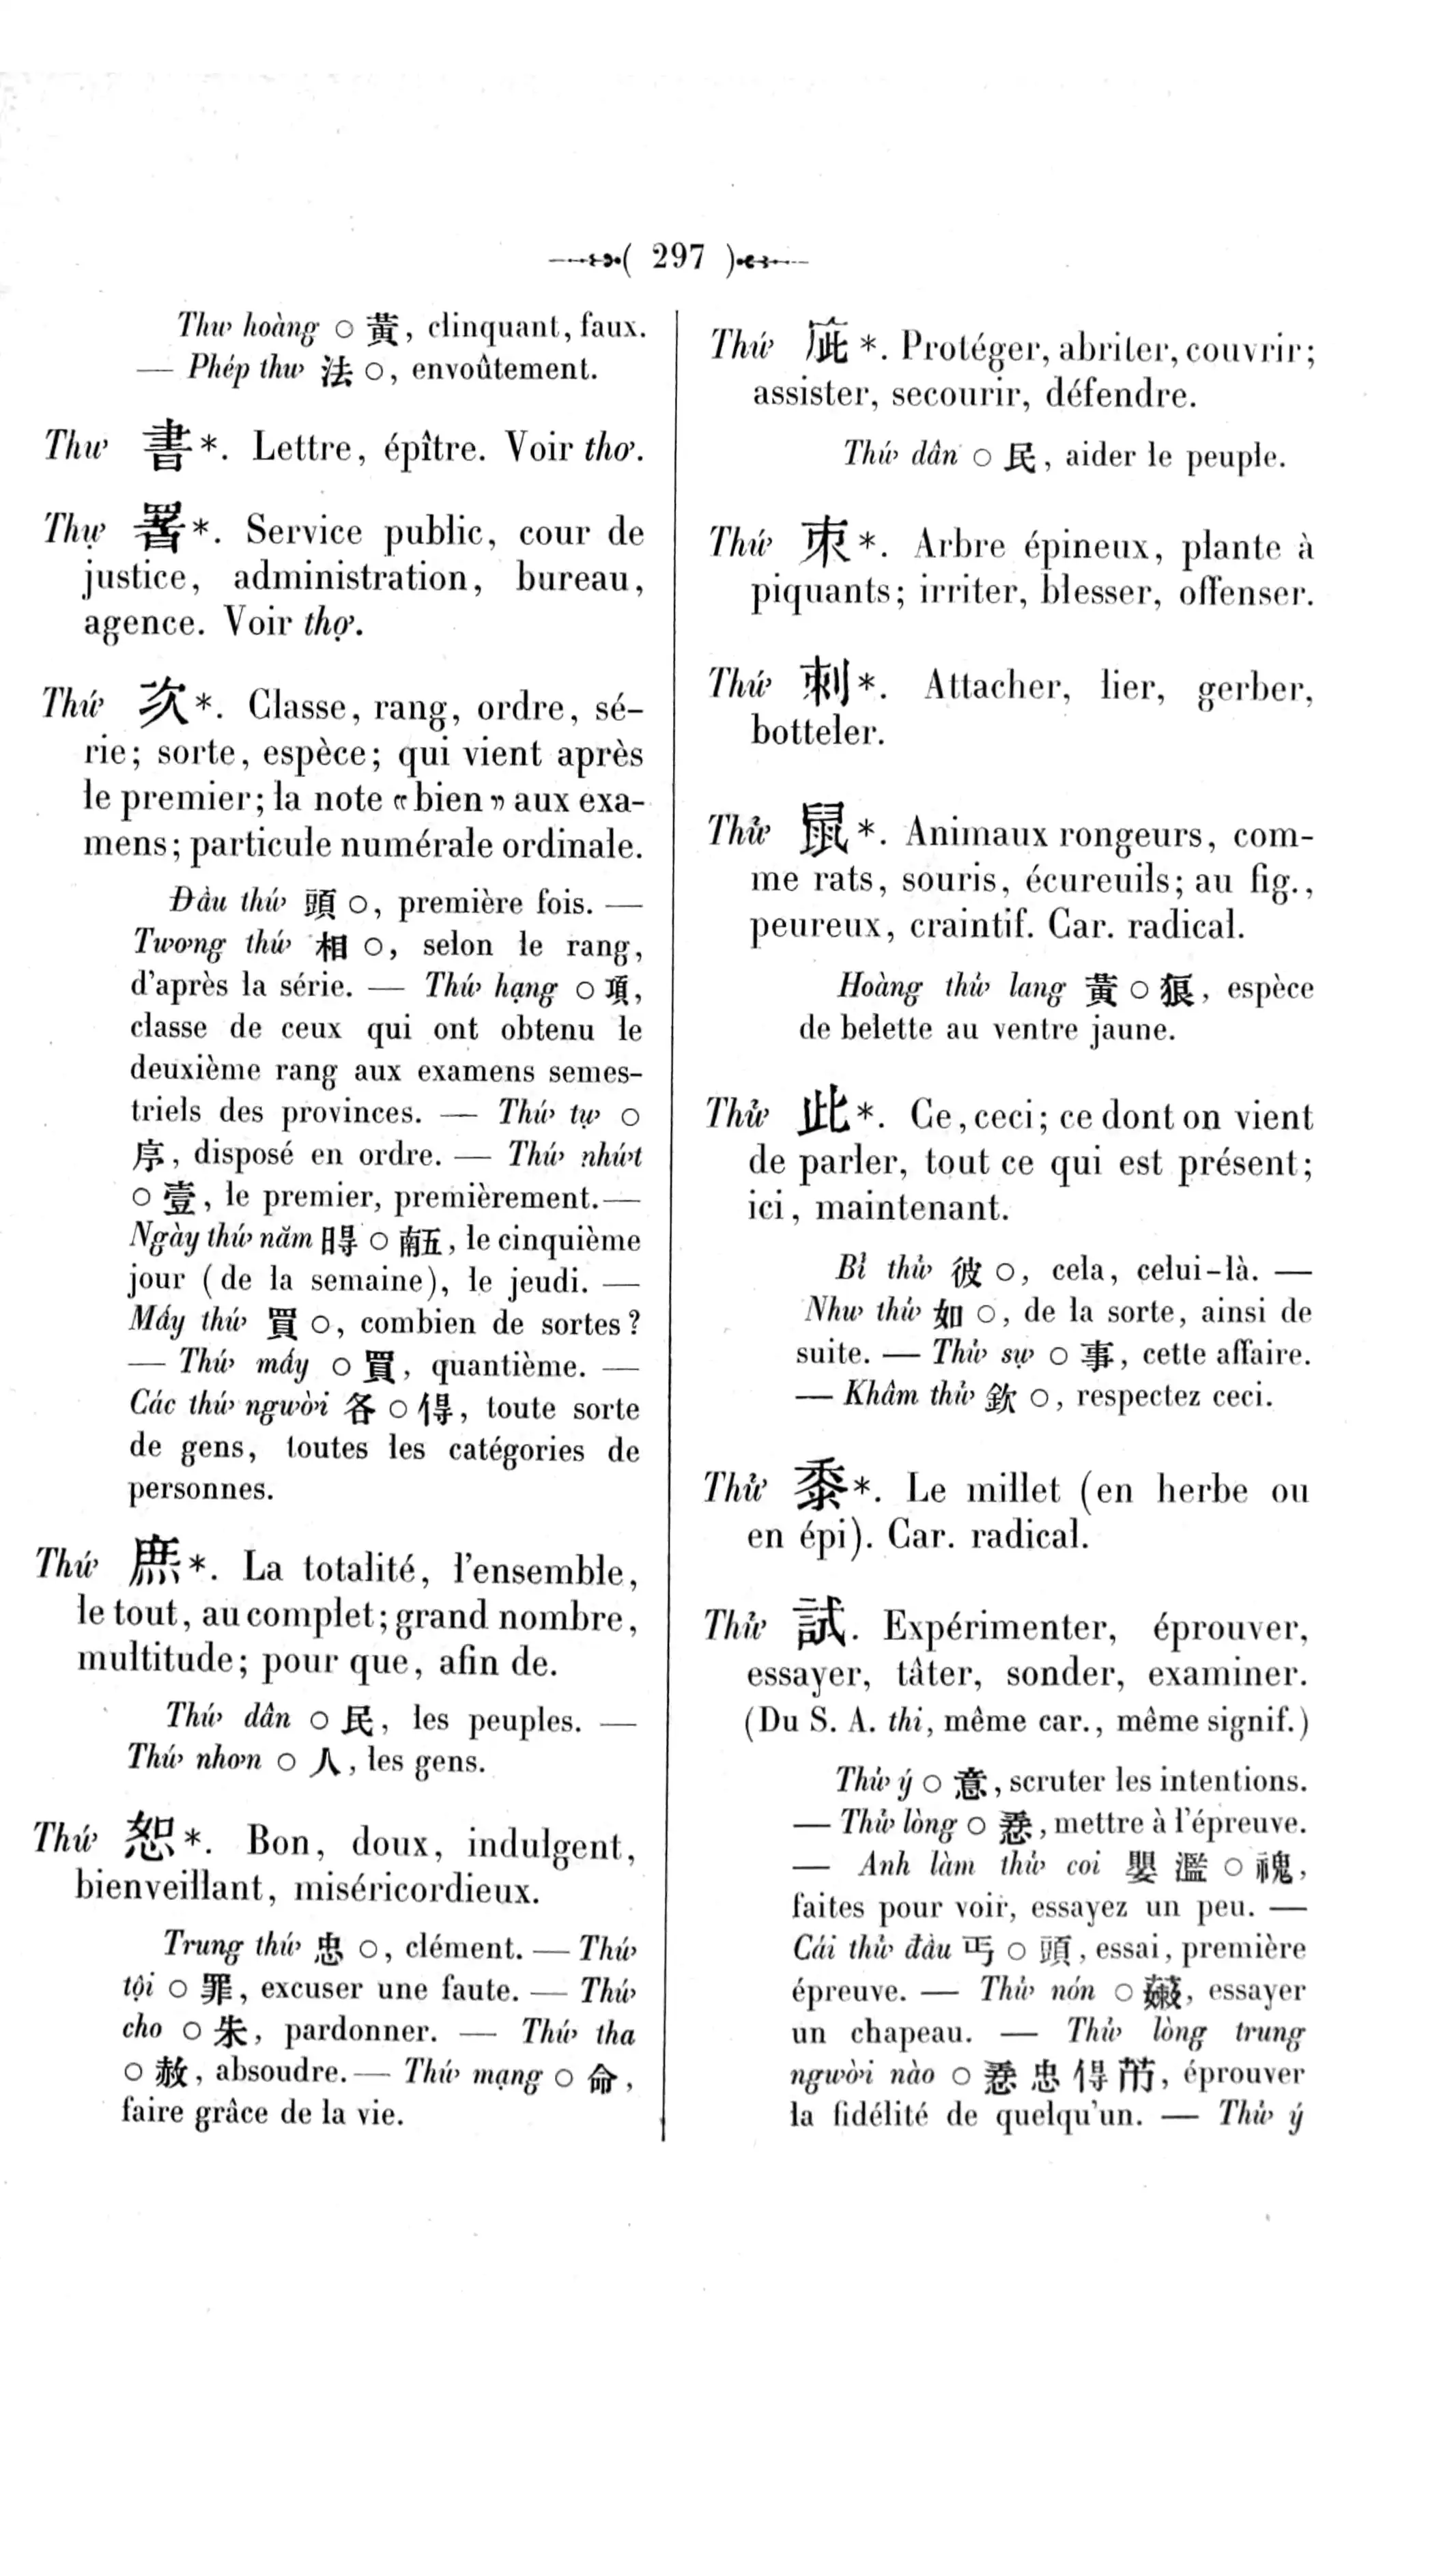 ( 297 )
Thư hoàng ○ 黃, clinquant, faux.
— Phép thư 法 ○, envoûtement.
Thư 書*. Lettre, épître. Voir thơ.
Thự 署*. Service public, cour de
justice, administration, bureau,
agence. Voir thợ.
Thứ 次*. Classe, rang, ordre, sé-
rie; sorte, espèce; qui vient après
le premier; la note « bien » aux exa-
mens; particule numérale ordinale.
Đầu thứ 頭 ○, première fois. —
Tương thứ 相 ○, selon le rang,
d'après la série. — Thứ hạng ○ 項,
classe de ceux qui ont obtenu le
deuxième rang aux examens semes-
triels des provinces. — Thứ tự ○
序, disposé en ordre. — Thứ nhứt
○ 壹, le premier, premièrement. —
Ngày thứ năm 𣈜 ○ 𠄼, le cinquième
jour (de la semaine), le jeudi. —
Mấy thứ 買 ○, combien de sortes?
— Thứ mấy ○ 買, quantième. —
Các thứ người 各 ○ 得, toute sorte
de gens, toutes les catégories de
personnes.
Thứ 庶*. La totalité, l'ensemble,
le tout, au complet; grand nombre,
multitude; pour que, afin de.
Thứ dân ○ 民, les peuples. —
Thứ nhơn ○ 人, les gens.
Thứ 恕*. Bon, doux, indulgent,
bienveillant, miséricordieux.
Trung thứ 忠 ○, clément. — Thứ
tội ○ 罪, excuser une faute. — Thứ
cho ○ 朱, pardonner. — Thứ tha
○ 赦, absoudre. — Thứ mạng ○ 命,
faire grâce de la vie.
Thứ 庛*. Protéger, abriter, couvrir;
assister, secourir, défendre.
Thứ dân ○ 民, aider le peuple.
Thứ 朿*. Arbre épineux, plante à
piquants; irriter, blesser, offenser.
Thứ 刺*. Attacher, lier, gerber,
botteler.
Thử 鼠*. Animaux rongeurs, com-
me rats, souris, écureuils; au fig.,
peureux, craintif. Car. radical.
Hoàng thử lang 黃 ○ 狼, espèce
de belette au ventre jaune.
Thử 此*. Ce, ceci; ce dont on vient
de parler, tout ce qui est présent;
ici, maintenant.
Bỉ thử 彼 ○, cela, celui-là. —
Như thử 如 ○, de la sorte, ainsi de
suite. — Thử sự ○ 事, cette affaire.
— Khâm thử 欽 ○, respectez ceci.
Thử 黍*. Le millet (en herbe ou
en épi). Car. radical.
Thử 試. Expérimenter, éprouver,
essayer, tâter, sonder, examiner.
(Du S. A. thi, même car., même signif.)
Thử ý ○ 意, scruter les intentions.
— Thử lòng ○ 𢚸, mettre à l'épreuve.
— Anh làm thử coi 嬰 濫 ○,
faites pour voir, essayez un peu. —
Cái thử đầu 丐 ○ 頭, essai, première
épreuve. — Thử nón ○, essayer
un chapeau. — Thử lòng trung
người nào ○ 𢚸 忠 得 芇, éprouver
la fidélité de quelqu'un. — Thử ý